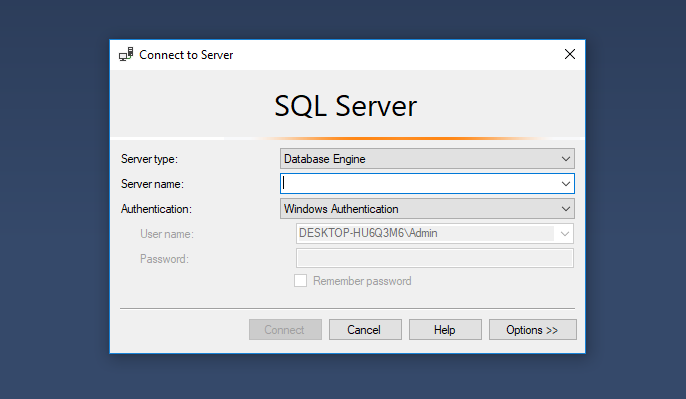 Connect to Server
SQL Server
Server type: Database Engine
Server name:
Authentication: Windows Authentication
User name: DESKTOP-HU6Q3M6\Admin
Password:
Remember password
Connect Cancel Help Options >>